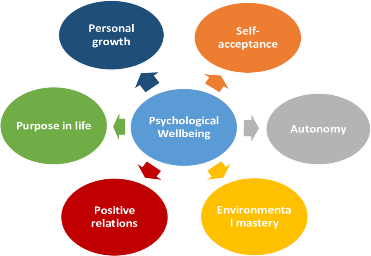 Personal
growth
Self-
acceptance
Purpose in life
Psychological
Wellbeing
Autonomy
Positive
relations
Environmenta
l mastery